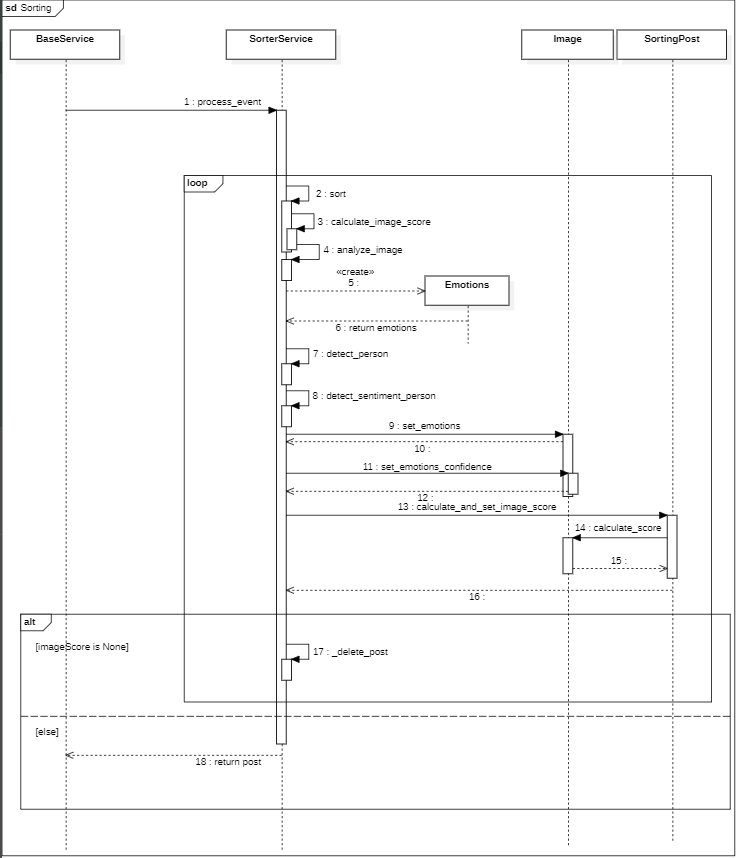 sd Sorting
BaseService
SorterService
Image
SortingPost
1 : process_event
loop
2 : sort
3 : calculate_image_score
4 : analyze_image
«create»
5 :
Emotions
6 : return emotions
7 : detect_person
8 : detect_sentiment_person
9 : set_emotions
10 :
11 : set_emotions_confidence
12 :
13 : calculate_and_set_image_score
14 : calculate_score
15 :
16 :
alt
[imageScore is None]
17 : _delete_post
[else]
18 : return post